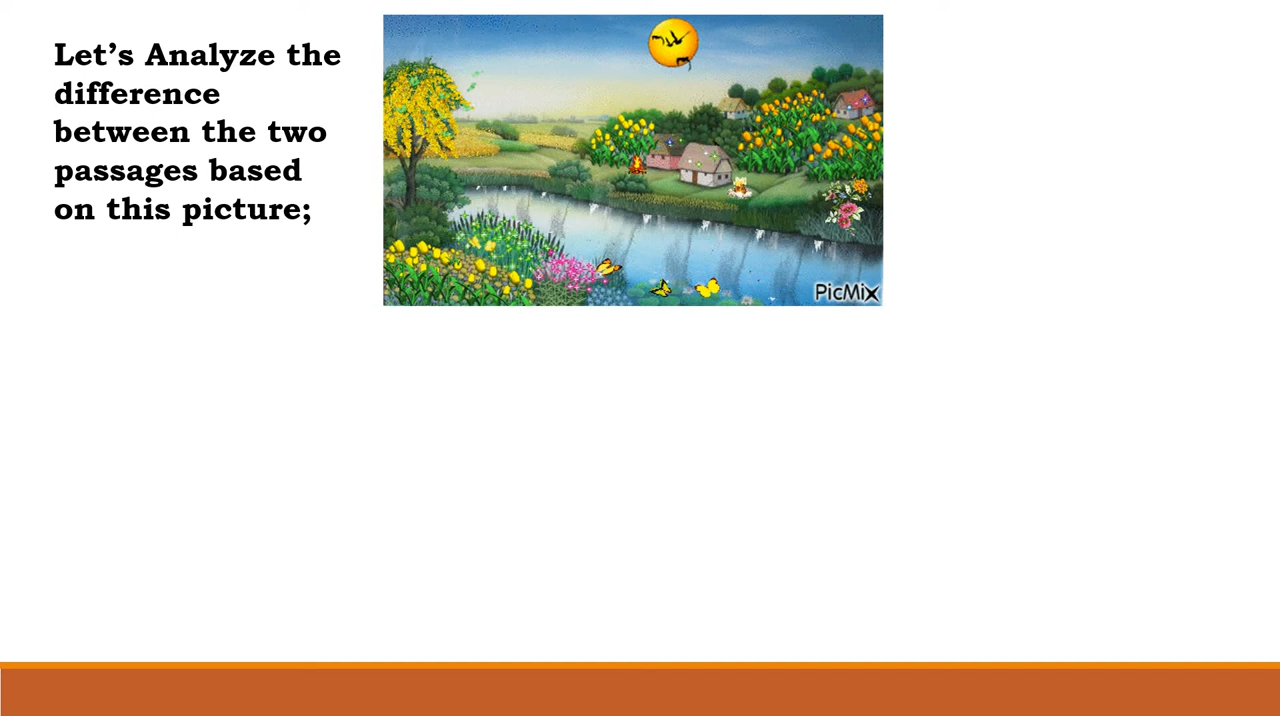 Let’s Analyze the
difference
between the two
passages based
on this picture;
PicMix